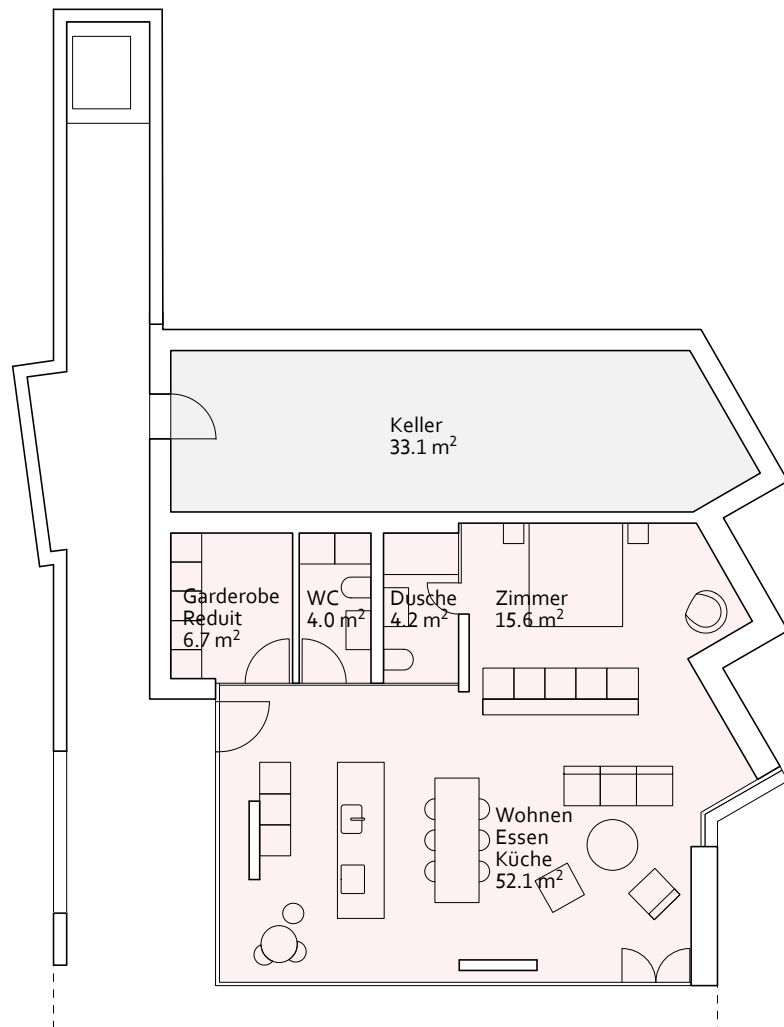 Keller
33.1 m²
Garderobe
Reduit
6.7 m²
WC
4.0 m²
Dusche
4.2 m²
Zimmer
15.6 m²
Wohnen
Essen
Küche
52.1 m²